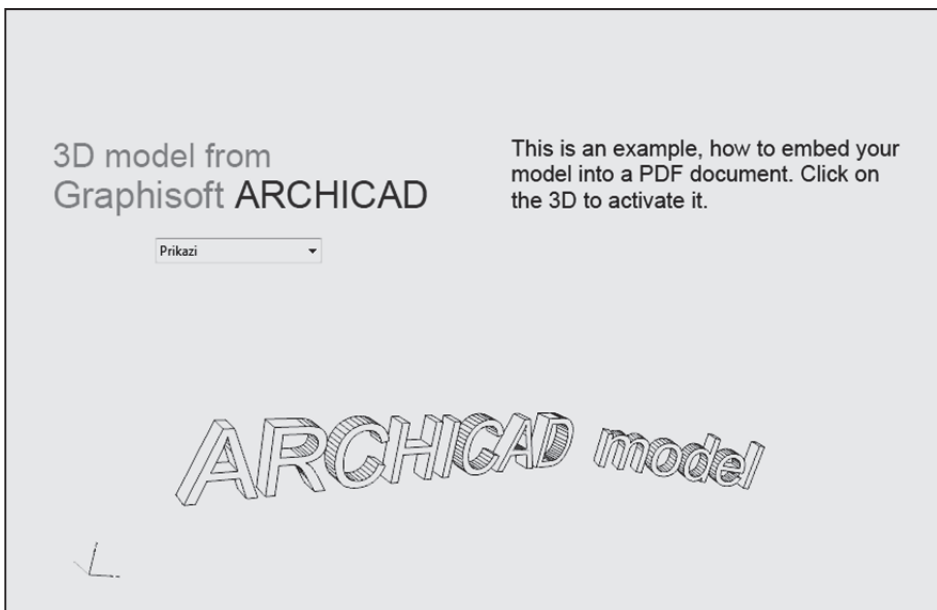 3D model from
Graphisoft ARCHICAD
This is an example, how to embed your
model into a PDF document. Click on
the 3D to activate it.
Prikazi
ARCHICAD model